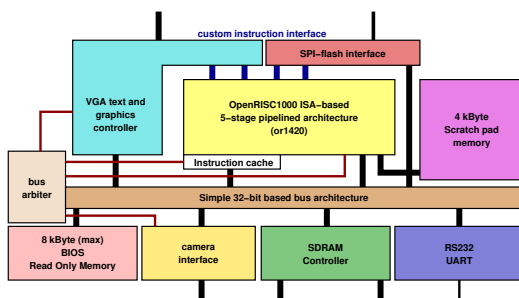 custom instruction interface
SPI-flash interface
VGA text and
graphics
controller
OpenRISC1000 ISA-based
5-stage pipelined architecture
(or1420)
4 kByte
Scratch pad
memory
Instruction cache
bus
arbiter
Simple 32-bit based bus architecture
8 kByte (max)
BIOS
Read Only Memory
camera
interface
SDRAM
Controller
RS232
UART